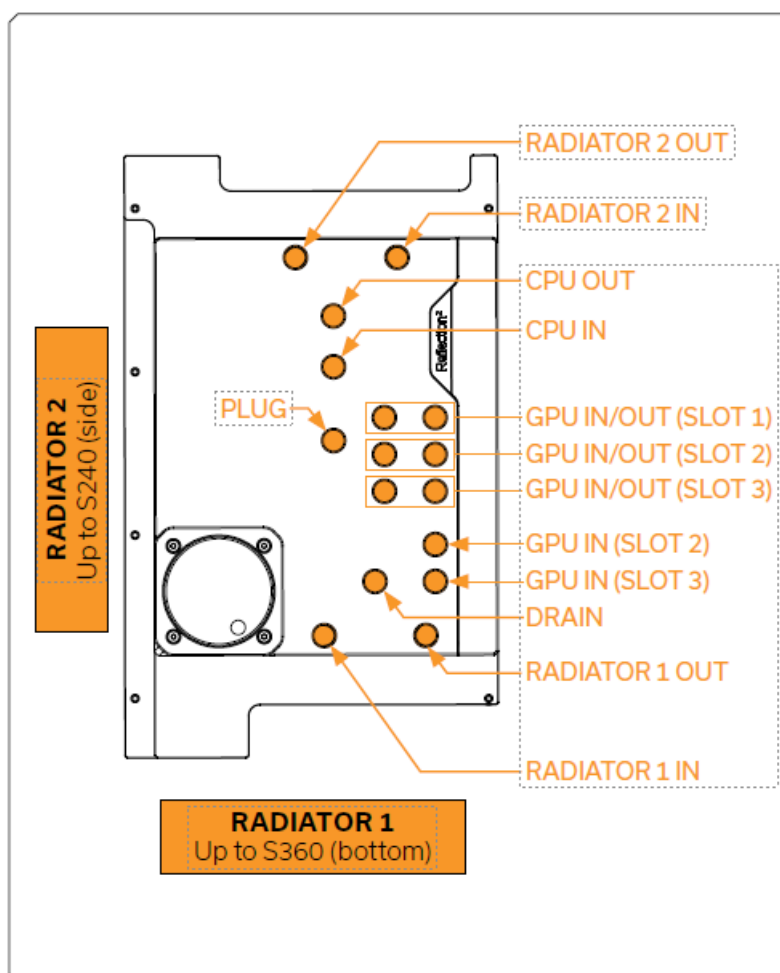 RADIATOR 2 OUT
RADIATOR 2 IN
CPU OUT
CPU IN
Reflection²
PLUG
GPU IN/OUT (SLOT 1)
GPU IN/OUT (SLOT 2)
GPU IN/OUT (SLOT 3)
GPU IN (SLOT 2)
GPU IN (SLOT 3)
DRAIN
RADIATOR 1 OUT
RADIATOR 1 IN
RADIATOR 2
Up to S240 (side)
RADIATOR 1
Up to S360 (bottom)